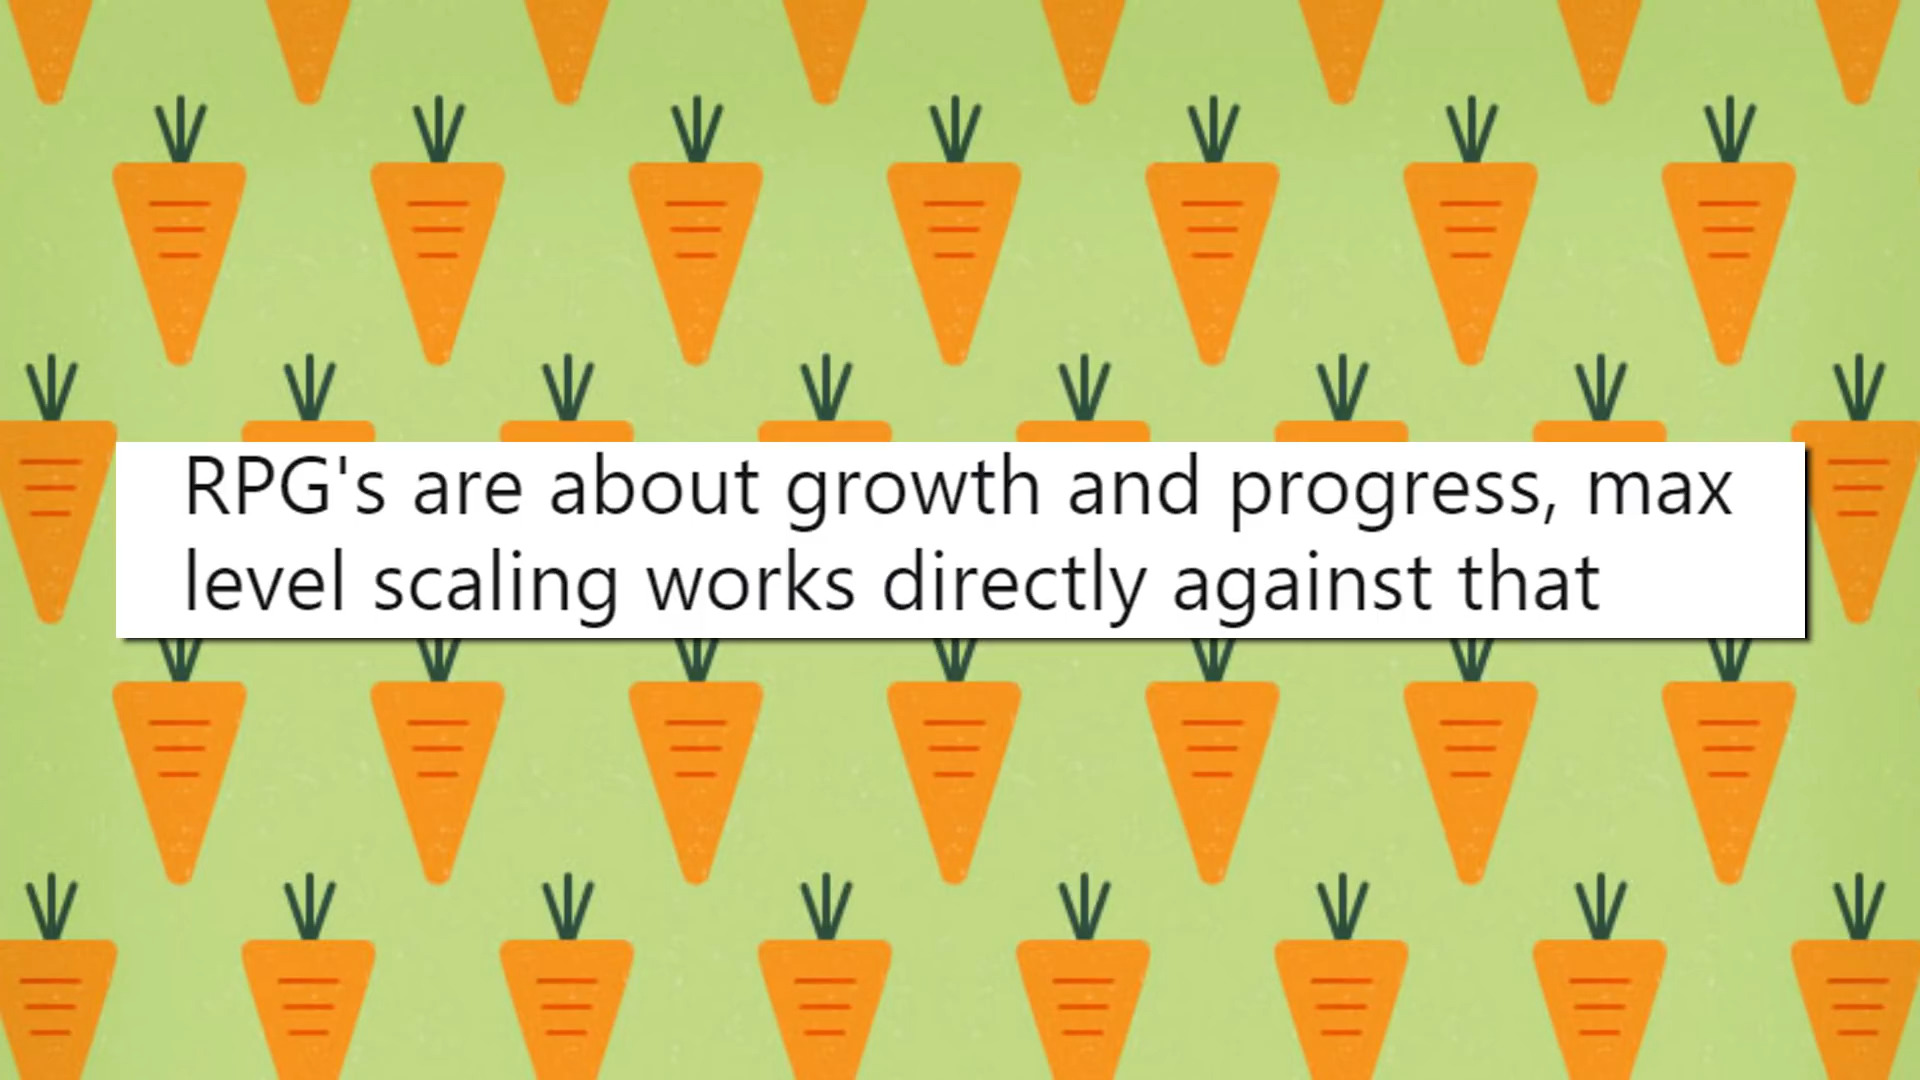 RPG's are about growth and progress, max
level scaling works directly against that